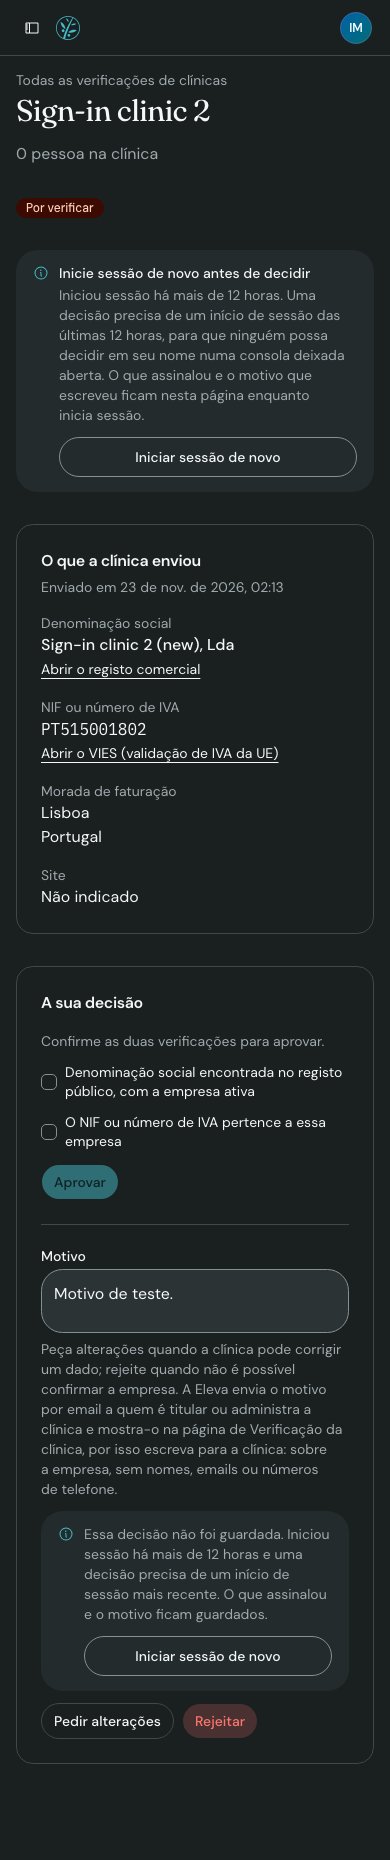 IM
Todas as verificações de clínicas
Sign-in clinic 2
0 pessoa na clínica
Por verificar
Inicie sessão de novo antes de decidir
Iniciou sessão há mais de 12 horas. Uma
decisão precisa de um início de sessão das
últimas 12 horas, para que ninguém possa
decidir em seu nome numa consola deixada
aberta. O que assinalou e o motivo que
escreveu ficam nesta página enquanto
inicia sessão.
Iniciar sessão de novo
O que a clínica enviou
Enviado em 23 de nov. de 2026, 02:13
Denominação social
Sign-in clinic 2 (new), Lda
Abrir o registo comercial
NIF ou número de IVA
PT515001802
Abrir o VIES (validação de IVA da UE)
Morada de faturação
Lisboa
Portugal
Site
Não indicado
A sua decisão
Confirme as duas verificações para aprovar.
Denominação social encontrada no registo
público, com a empresa ativa
O NIF ou número de IVA pertence a essa
empresa
Aprovar
Motivo
Motivo de teste.
Peça alterações quando a clínica pode corrigir
um dado; rejeite quando não é possível
confirmar a empresa. A Eleva envia o motivo
por email a quem é titular ou administra a
clínica e mostra-o na página de Verificação da
clínica, por isso escreva para a clínica: sobre
a empresa, sem nomes, emails ou números
de telefone.
Essa decisão não foi guardada. Iniciou
sessão há mais de 12 horas e uma
decisão precisa de um início de
sessão mais recente. O que assinalou
e o motivo ficam guardados.
Iniciar sessão de novo
Pedir alterações
Rejeitar